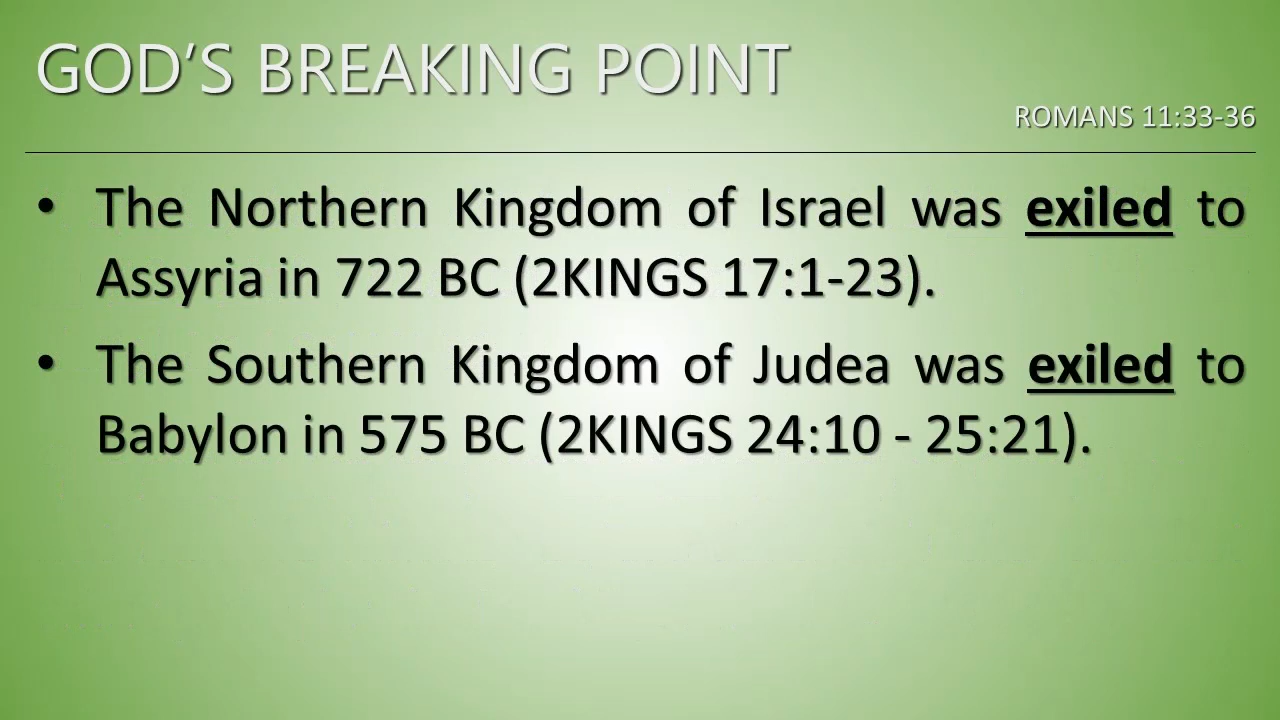 GOD'S BREAKING POINT
ROMANS 11:33-36
• The Northern Kingdom of Israel was exiled to
Assyria in 722 BC (2KINGS 17:1-23).
• The Southern Kingdom of Judea was exiled to
Babylon in 575 BC (2KINGS 24:10 - 25:21).